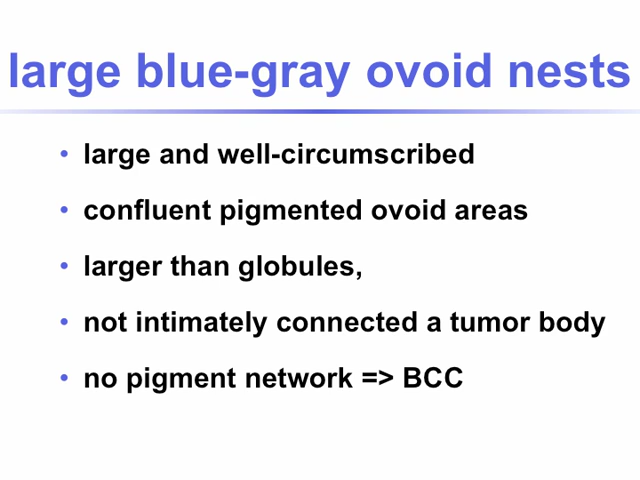 large blue-gray ovoid nests
• large and well-circumscribed
• confluent pigmented ovoid areas
• larger than globules,
• not intimately connected a tumor body
• no pigment network => BCC